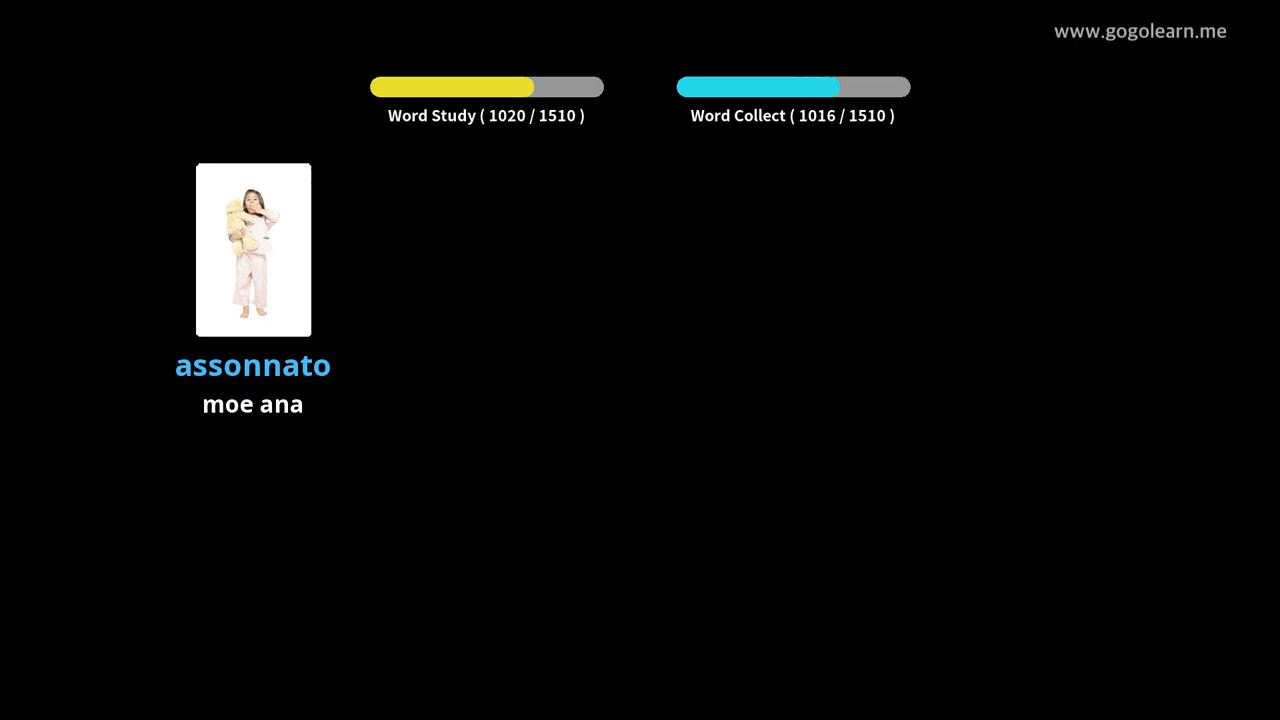 www.gogolearn.me
Word Study ( 1020 / 1510 )
Word Collect ( 1016 / 1510 )
assonnato
moe ana